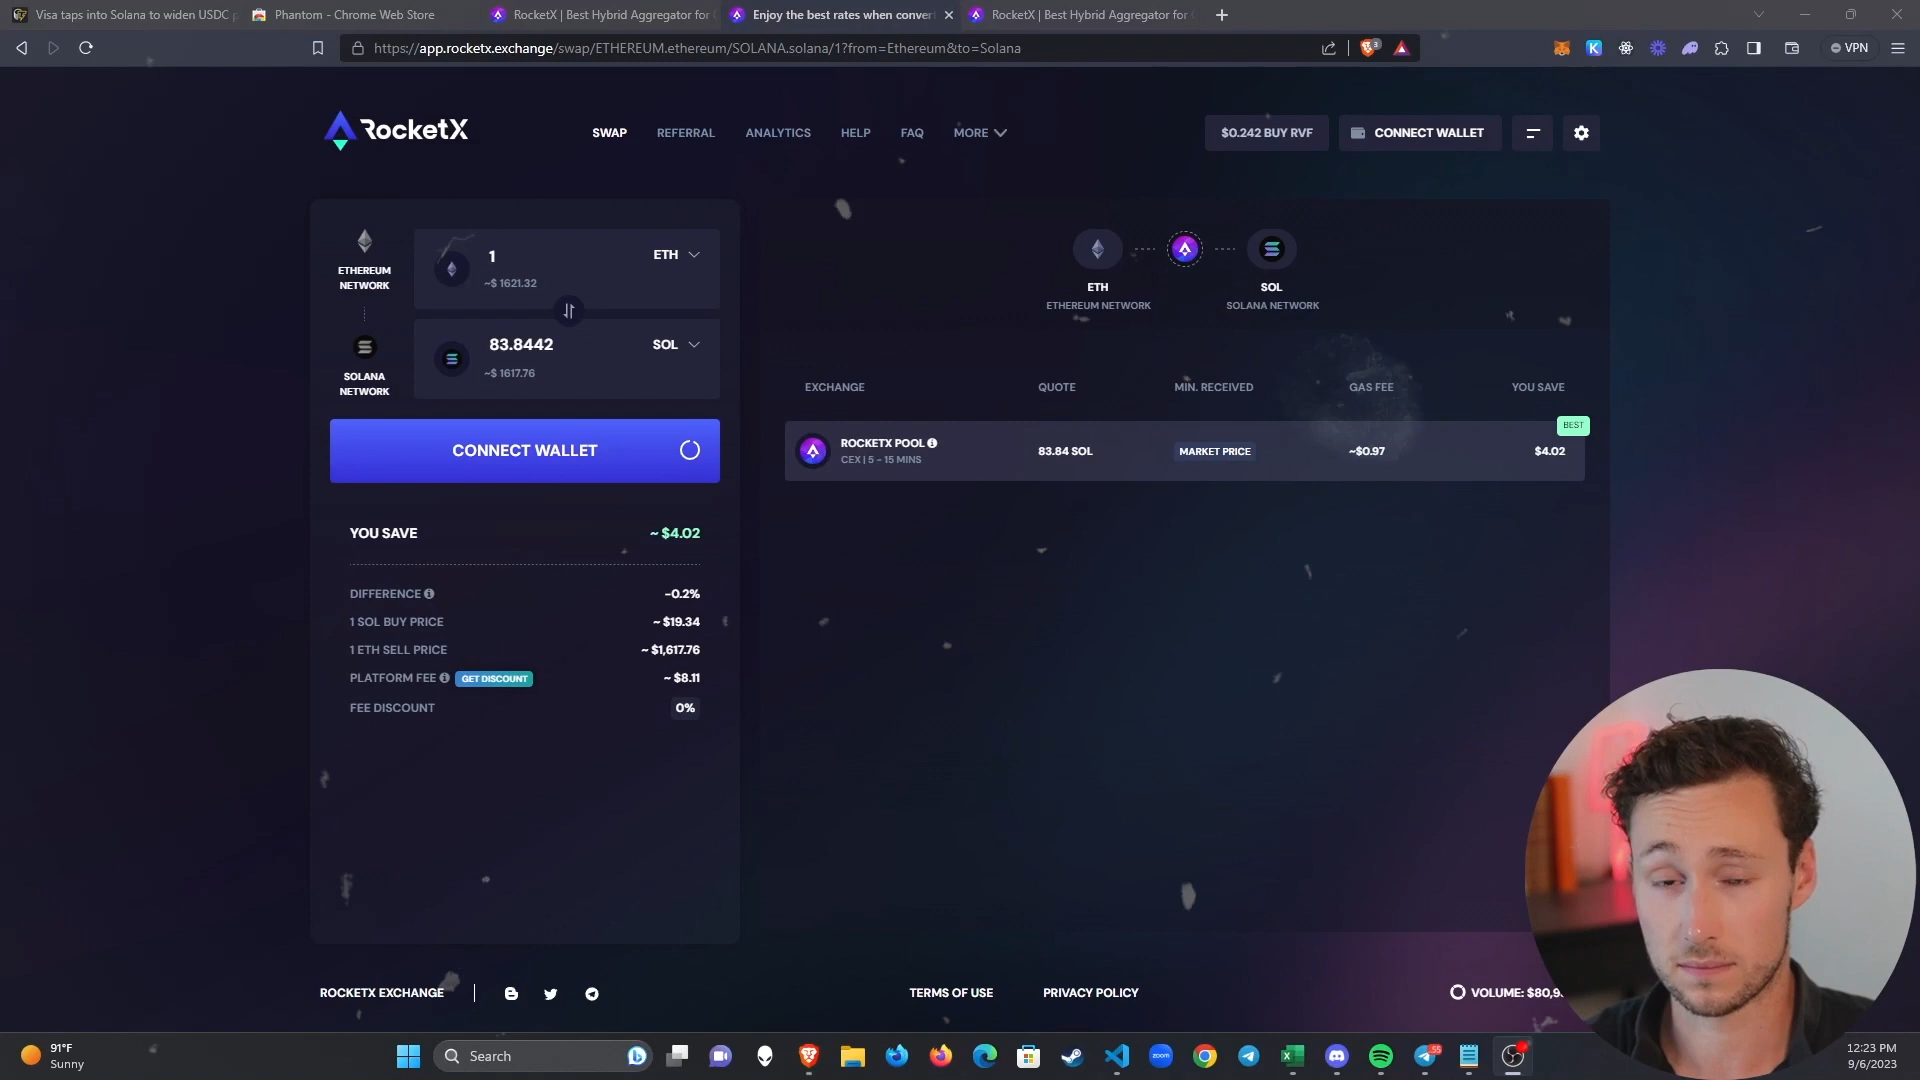 Visa taps into Solana to widen USDC p
Phantom - Chrome Web Store
RocketX | Best Hybrid Aggregator for C
Enjoy the best rates when convert
RocketX | Best Hybrid Aggregator for C
https://app.rocketx.exchange/swap/ETHEREUM.ethereum/SOLANA.solana/1?from=Ethereum&to=Solana
3
VPN
RocketX
SWAP
REFERRAL
ANALYTICS
HELP
FAQ
MORE
$0.242 BUY RVF
CONNECT WALLET
ETHEREUM
NETWORK
1
ETH
~$ 1621.32
SOLANA
NETWORK
83.8442
SOL
~$ 1617.76
CONNECT WALLET
YOU SAVE
~ $4.02
DIFFERENCE
-0.2%
1 SOL BUY PRICE
~ $19.34
1 ETH SELL PRICE
~ $1,617.76
PLATFORM FEE
GET DISCOUNT
~ $8.11
FEE DISCOUNT
0%
ETH
ETHEREUM NETWORK
SOL
SOLANA NETWORK
EXCHANGE
QUOTE
MIN. RECEIVED
GAS FEE
YOU SAVE
BEST
ROCKETX POOL
CEX | 5 - 15 MINS
83.84 SOL
MARKET PRICE
~$0.97
$4.02
ROCKETX EXCHANGE
TERMS OF USE
PRIVACY POLICY
VOLUME: $80,9
91°F
Sunny
Search
zoom
55
12:23 PM
9/6/2023